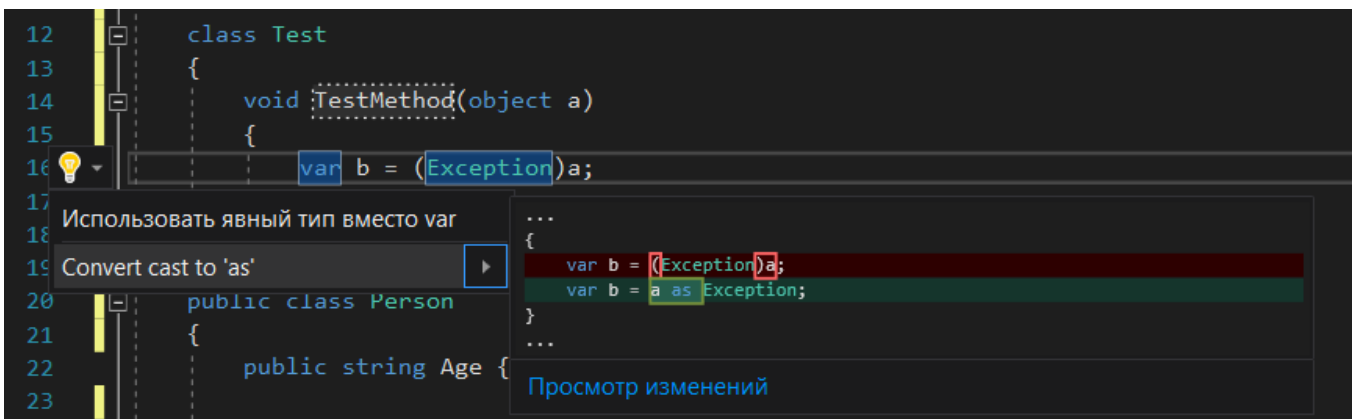 12 class Test
13 {
14 void TestMethod(object a)
15 {
16 var b = (Exception)a;
17
Использовать явный тип вместо var
18
19 Convert cast to 'as'
...
{
var b = (Exception)a;
var b = a as Exception;
}
...
Просмотр изменений
20 public class Person
21 {
22 public string Age {
23